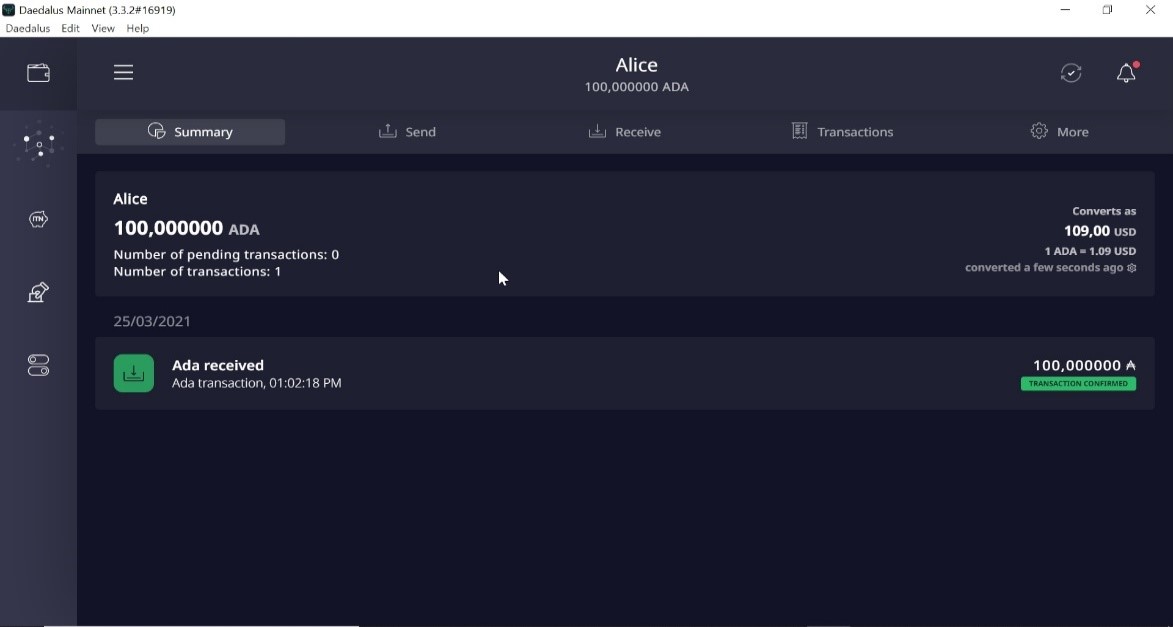 Daedalus Mainnet (3.3.2#16919)
Daedalus Edit View Help
Alice
100,000000 ADA
Summary Send Receive Transactions More
Alice
100,000000 ADA
Number of pending transactions: 0
Number of transactions: 1
Converts as
109,00 USD
1 ADA = 1.09 USD
converted a few seconds ago
ITN
25/03/2021
Ada received
Ada transaction, 01:02:18 PM
100,000000 ₳
TRANSACTION CONFIRMED